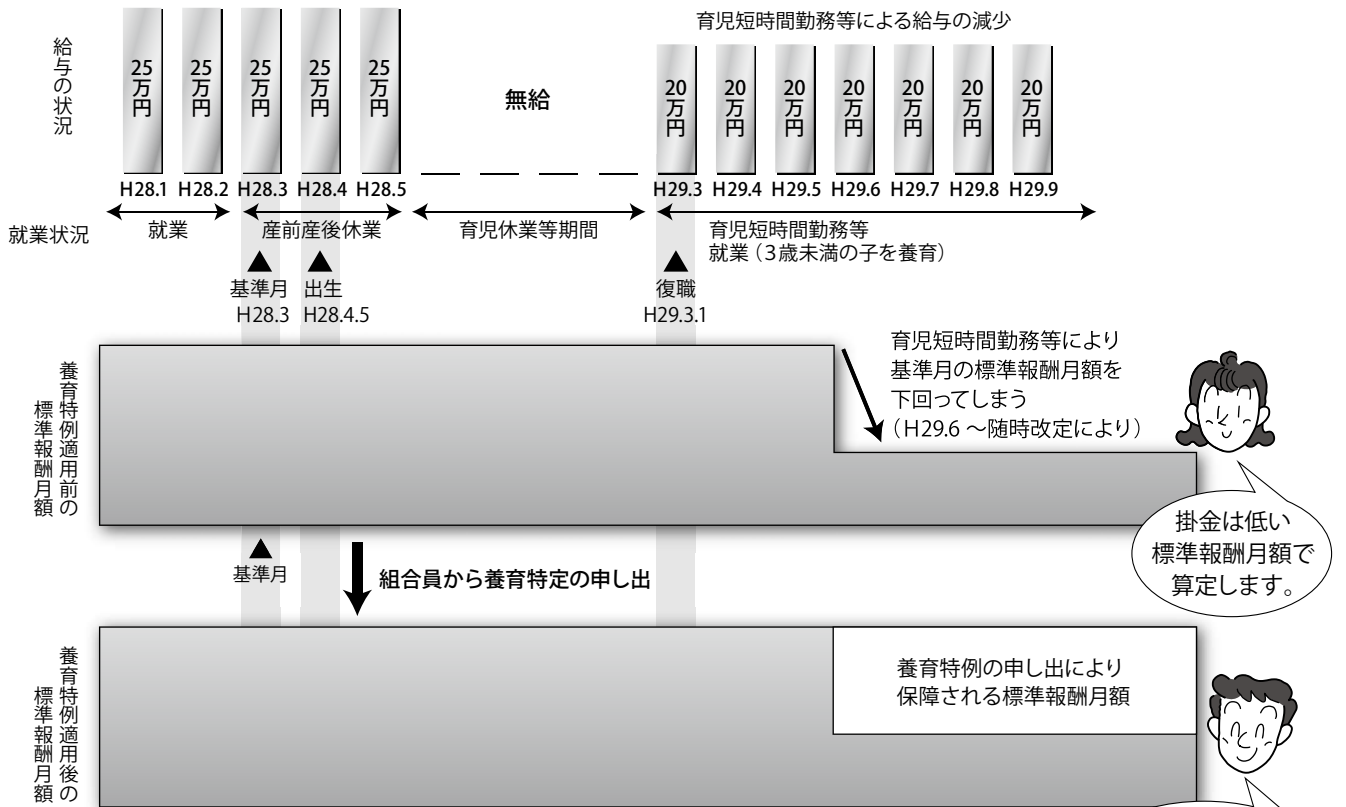 育児短時間勤務等による給与の減少
給与の状況
25万円
25万円
25万円
25万円
25万円
無給
20万円
20万円
20万円
20万円
20万円
20万円
20万円
H28.1 H28.2 H28.3 H28.4 H28.5
H29.3 H29.4 H29.5 H29.6 H29.7 H29.8 H29.9
就業状況
就業
産前産後休業
育児休業等期間
育児短時間勤務等
就業(3歳未満の子を養育)
基準月
H28.3
出生
H28.4.5
復職
H29.3.1
養育特例適用前の
標準報酬月額
育児短時間勤務等により
基準月の標準報酬月額を
下回ってしまう
(H29.6 ～随時改定により)
掛金は低い
標準報酬月額で
算定します。
基準月
組合員から養育特定の申し出
養育特例適用後の
標準報酬月額
養育特例の申し出により
保障される標準報酬月額